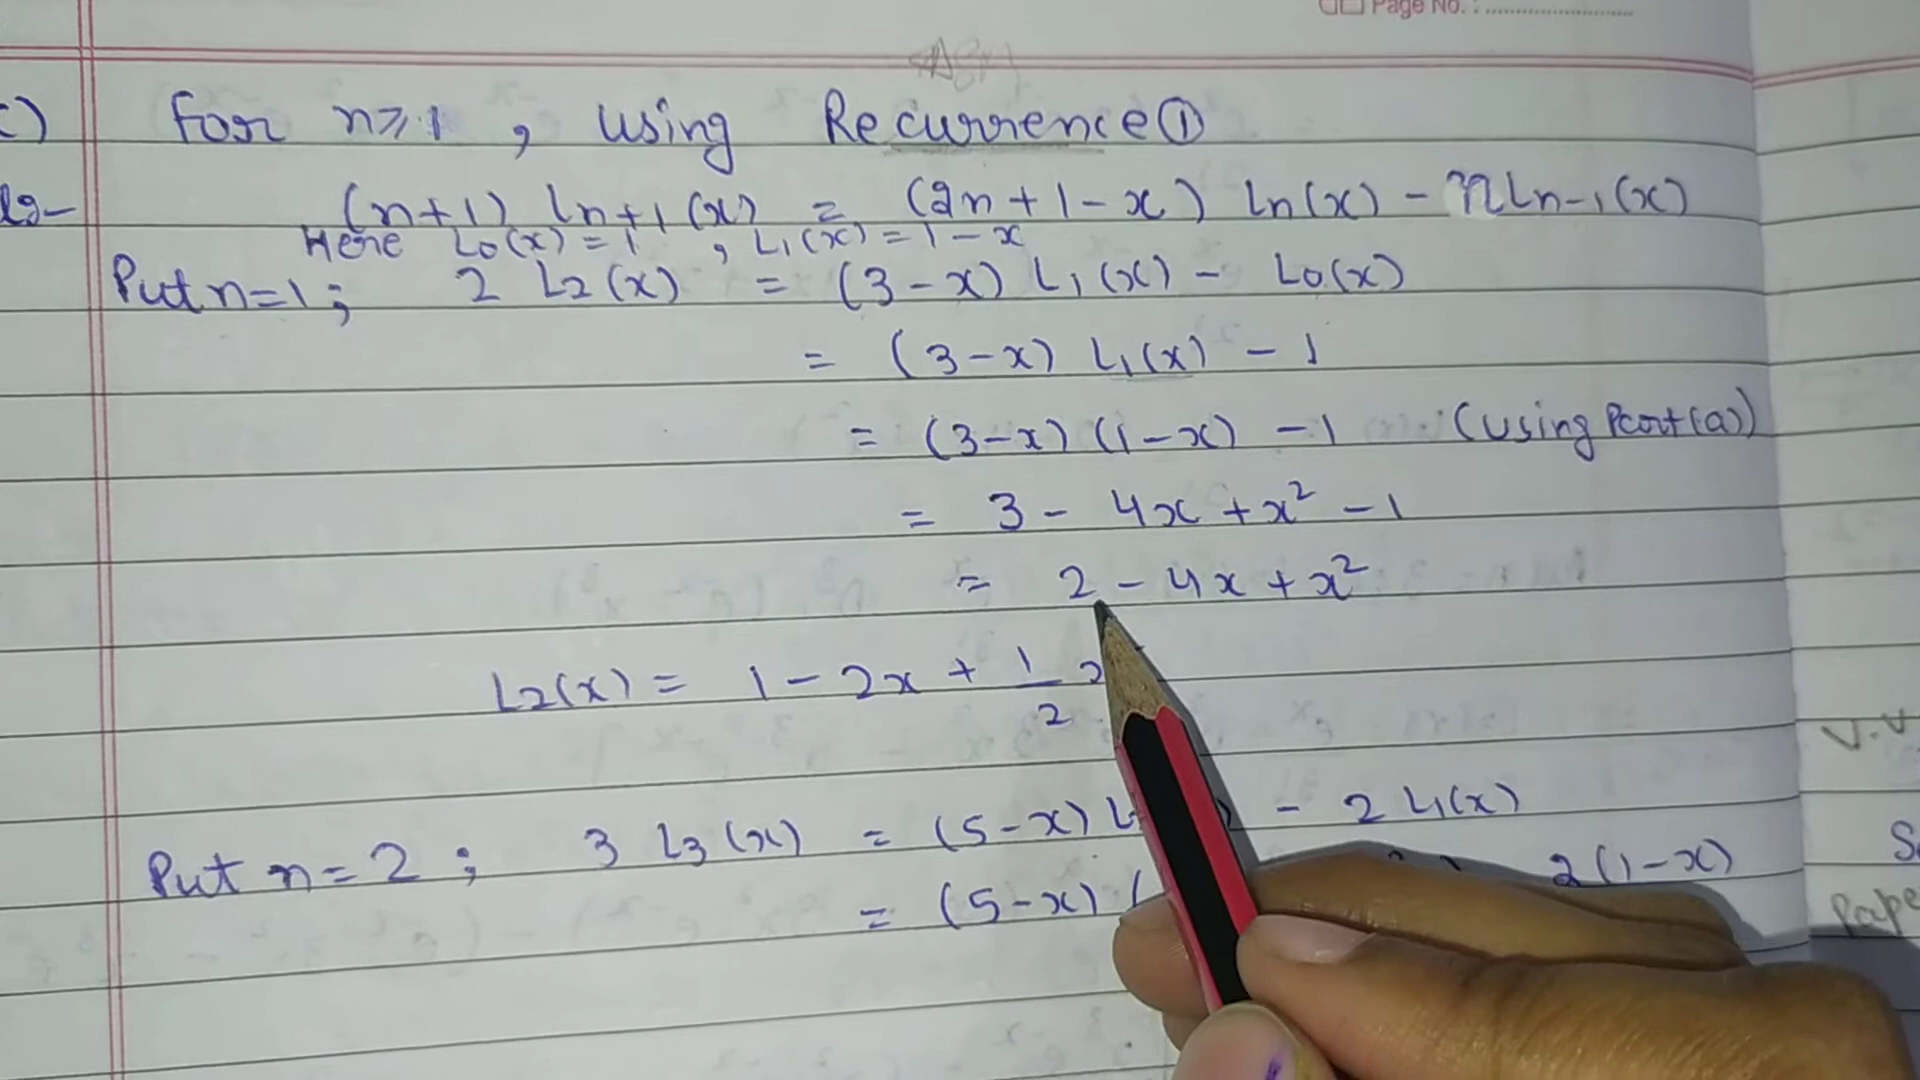 Page No. :
c) For n ≥ 1 , using Recurrence ①
(n+1) Ln+1 (x) = (2n+1-x) Ln(x) - nLn-1(x)
Here L0(x) = 1 , L1(x) = 1-x
Put n=1 ; 2 L2(x) = (3-x) L1(x) - L0(x)
= (3-x) L1(x) - 1
= (3-x) (1-x) - 1 (using Part(a))
= 3 - 4x + x² - 1
= 2 - 4x + x²
L2(x) = 1 - 2x + 1/2
V.V
Put n=2 ; 3 L3(x) = (5-x) L - 2 L1(x)
= (5-x) ( 2(1-x)